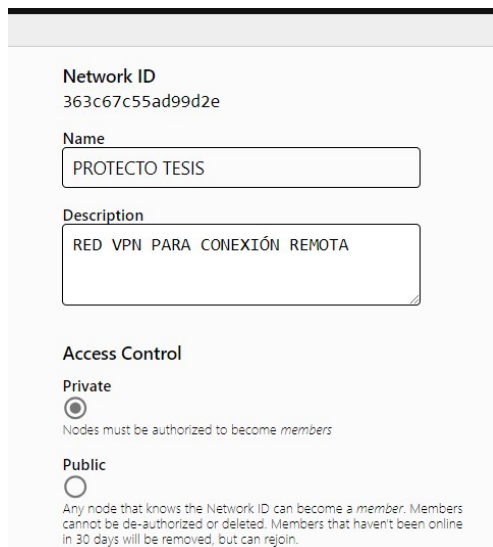 Network ID
363c67c55ad99d2e
Name
PROTECTO TESIS
Description
RED VPN PARA CONEXIÓN REMOTA
Access Control
Private
Nodes must be authorized to become members
Public
Any node that knows the Network ID can become a member. Members
cannot be de-authorized or deleted. Members that haven't been online
in 30 days will be removed, but can rejoin.